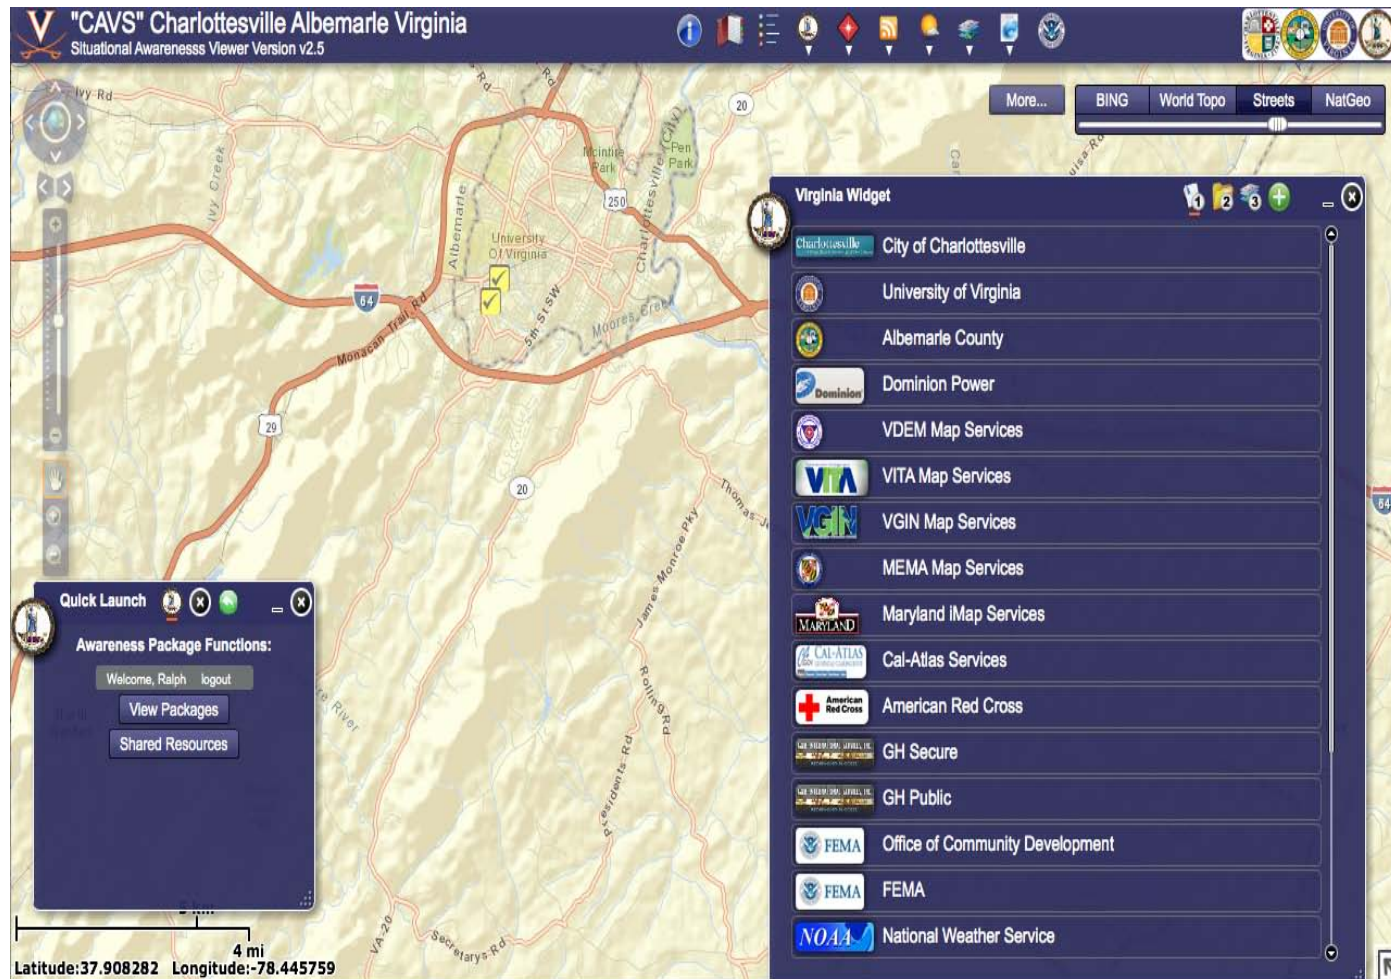 "CAVS" Charlottesville Albemarle Virginia
Situational Awarenesss Viewer Version v2.5
More...
BING
World Topo
Streets
NatGeo
Ivy Rd
Rd
Rd
20
Ivy Creek
McIntire
Park
Pen
Park
250
Albemarle
Charlottesville (City)
University
Of Virginia
64
5th St SW
Moores Creek
Monacan Trail Rd
29
20
Thomas J
James Monroe Pky
Rolling Rd
Presidents Rd
River
VA-20
Secretarys Rd
64
Virginia Widget
1
2
3
Charlottesville
City of Charlottesville
University of Virginia
Albemarle County
Dominion
Dominion Power
VDEM Map Services
VITA
VITA Map Services
VGIN
VGIN Map Services
MEMA Map Services
MARYLAND
Maryland iMap Services
CAL-ATLAS
Cal-Atlas Services
American
Red Cross
American Red Cross
GH Secure
GH Public
FEMA
Office of Community Development
FEMA
FEMA
NOAA
National Weather Service
Quick Launch
Awareness Package Functions:
Welcome, Ralph logout
View Packages
Shared Resources
5 km
4 mi
Latitude:37.908282 Longitude:-78.445759